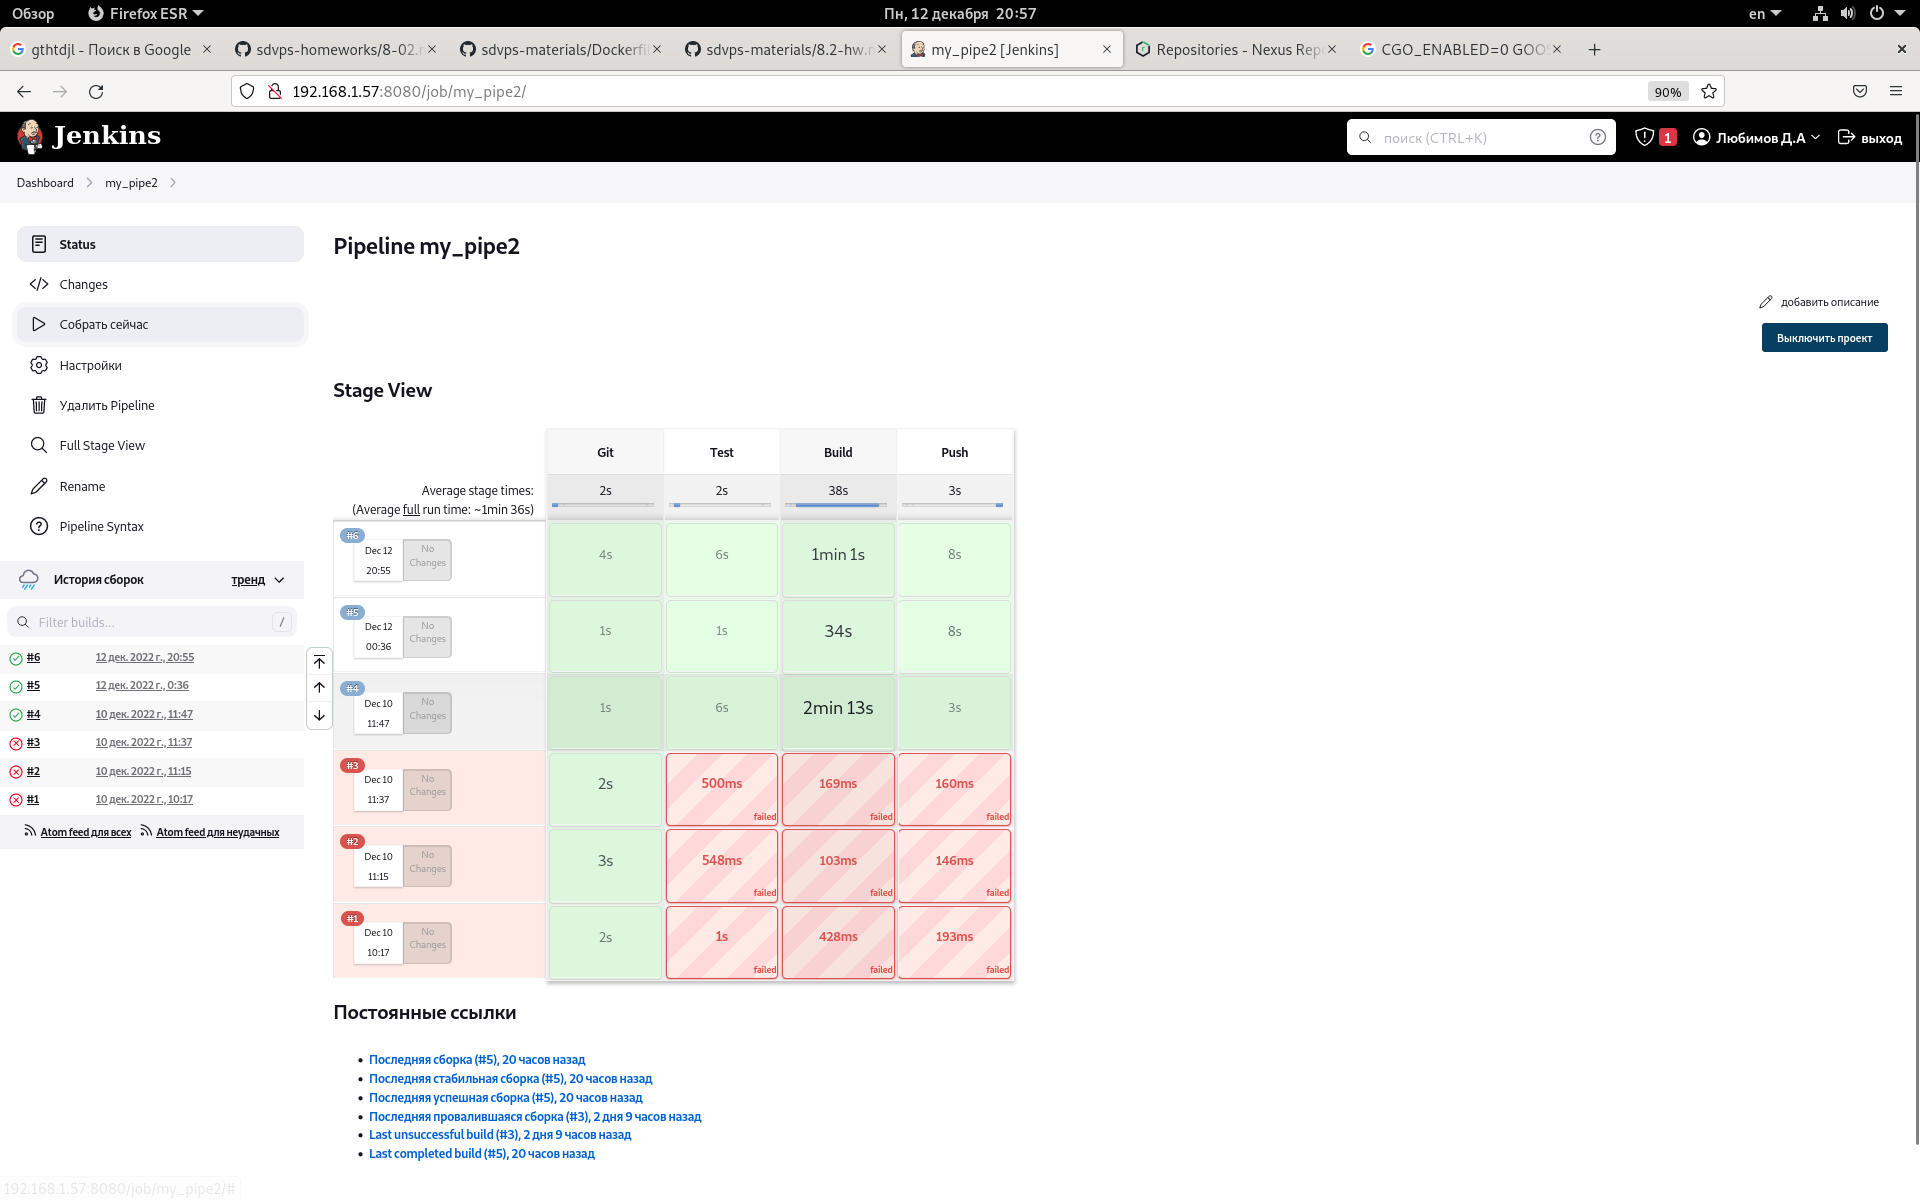 Обзор
Firefox ESR
Пн, 12 декабря 20:57
en
gthtdjl - Поиск в Google
sdvps-homeworks/8-02.
sdvps-materials/Dockerfi
sdvps-materials/8.2-hw.
my_pipe2 [Jenkins]
Repositories - Nexus Rep
CGO_ENABLED=0 GOO
192.168.1.57:8080/job/my_pipe2/
90%
Jenkins
поиск (CTRL+K)
1
Любимов Д.А
выход
Dashboard
my_pipe2
Status
Changes
Собрать сейчас
Настройки
Удалить Pipeline
Full Stage View
Rename
Pipeline Syntax
История сборок
тренд
Filter builds...
/
#6 12 дек. 2022 г., 20:55
#5 12 дек. 2022 г., 0:36
#4 10 дек. 2022 г., 11:47
#3 10 дек. 2022 г., 11:37
#2 10 дек. 2022 г., 11:15
#1 10 дек. 2022 г., 10:17
Atom feed для всех
Atom feed для неудачных
Pipeline my_pipe2
добавить описание
Выключить проект
Stage View
Git Test Build Push
Average stage times: 2s 2s 38s 3s
(Average full run time: ~1min 36s)
#6
Dec 12
20:55
No Changes
4s 6s 1min 1s 8s
#5
Dec 12
00:36
No Changes
1s 1s 34s 8s
#4
Dec 10
11:47
No Changes
1s 6s 2min 13s 3s
#3
Dec 10
11:37
No Changes
2s 500ms 169ms 160ms
failed failed failed
#2
Dec 10
11:15
No Changes
3s 548ms 103ms 146ms
failed failed failed
#1
Dec 10
10:17
No Changes
2s 1s 428ms 193ms
failed failed failed
Постоянные ссылки
Последняя сборка (#5), 20 часов назад
Последняя стабильная сборка (#5), 20 часов назад
Последняя успешная сборка (#5), 20 часов назад
Последняя провалившаяся сборка (#3), 2 дня 9 часов назад
Last unsuccessful build (#3), 2 дня 9 часов назад
Last completed build (#5), 20 часов назад
192.168.1.57:8080/job/my_pipe2/#